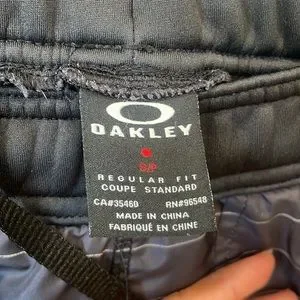 OAKLEY
S/P
REGULAR FIT
COUPE STANDARD
CA#35460 RN#96548
MADE IN CHINA
FABRIQUÉ EN CHINE